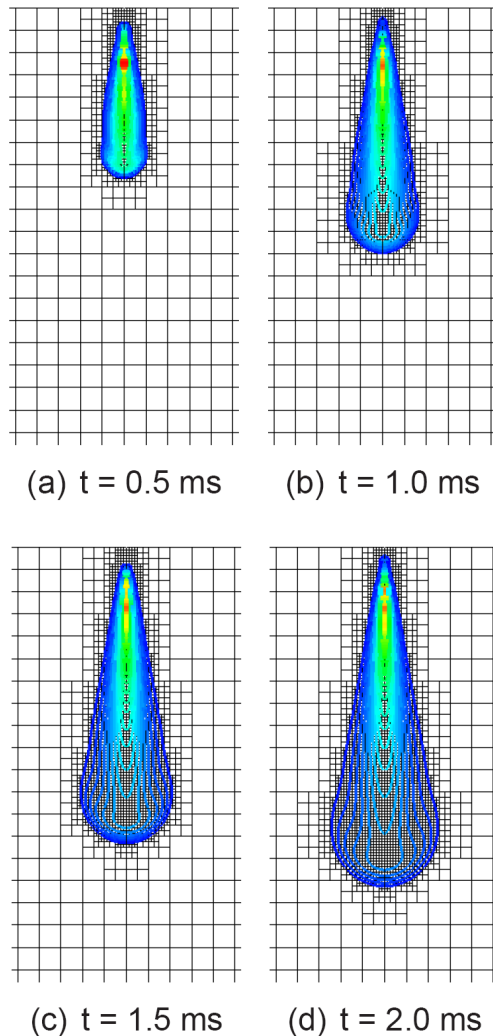 (a) t = 0.5 ms
(b) t = 1.0 ms
(c) t = 1.5 ms
(d) t = 2.0 ms